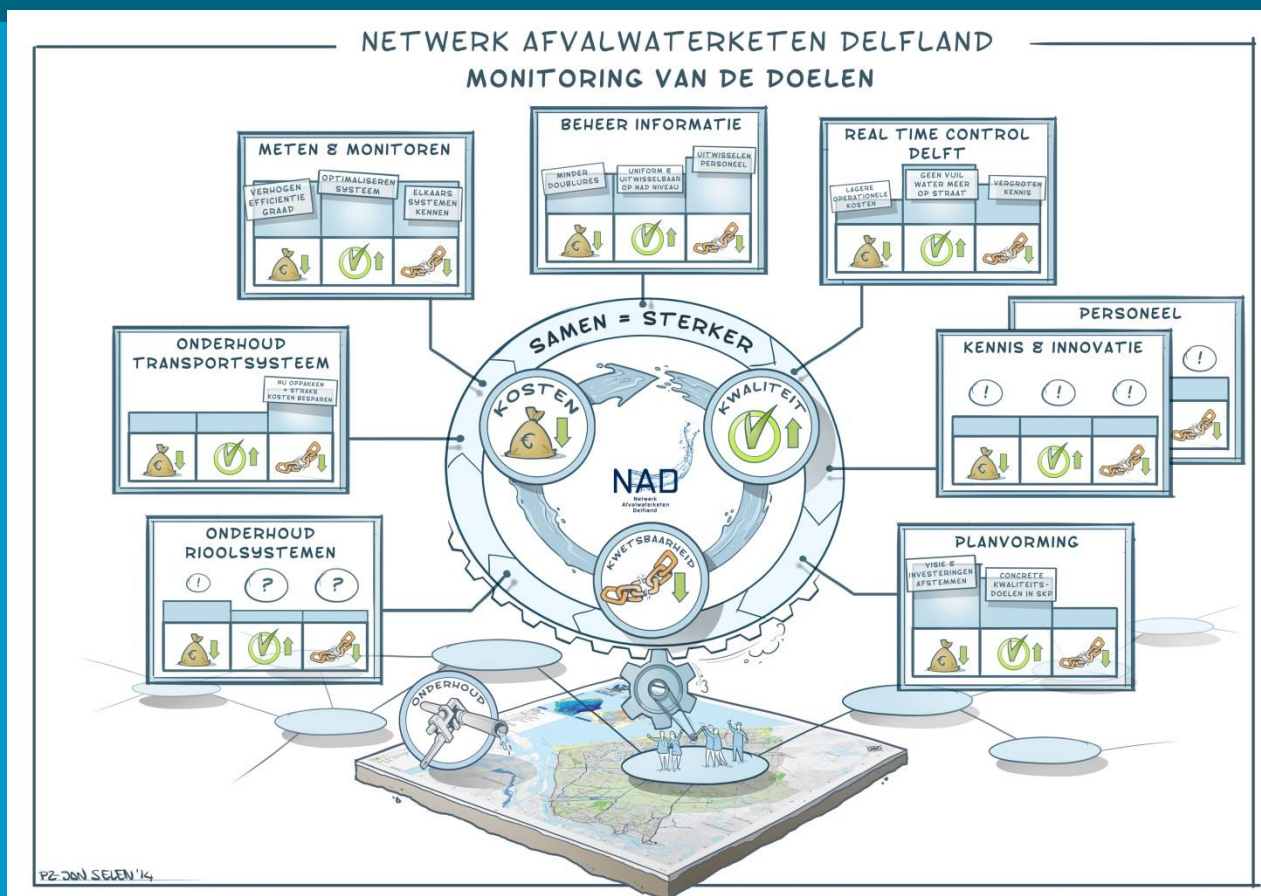 NETWERK AFVALWATERKETEN DELFLAND
MONITORING VAN DE DOELEN
METEN & MONITOREN
VERHOGEN
EFFICIENTIE
GRAAD
OPTIMALISEREN
SYSTEEM
ELKAARS
SYSTEMEN
KENNEN
€
BEHEER INFORMATIE
MINDER
DOUBLURES
UNIFORM &
UITWISSELBAAR
OP NAD NIVEAU
UITWISSELEN
PERSONEEL
€
REAL TIME CONTROL
DELFT
LAGERE
OPERATIONELE
KOSTEN
GEEN VUIL
WATER MEER
OP STRAAT
VERGROTEN
KENNIS
€
ONDERHOUD
TRANSPORTSYSTEEM
NU OPPAKKEN
= STRAKS
KOSTEN BESPAREN
€
SAMEN = STERKER
KOSTEN
€
KWALITEIT
KWETSBAARHEID
NAD
Netwerk
Afvalwaterketen
Delfland
PERSONEEL
!
KENNIS & INNOVATIE
! ! !
€
ONDERHOUD
RIOOLSYSTEMEN
! ? ?
€
PLANVORMING
VISIE &
INVESTERINGEN
AFSTEMMEN
CONCRETE
KWALITEITS-
DOELEN IN SKP
€
ONDERHOUD
PZ-JAN SELEN '14